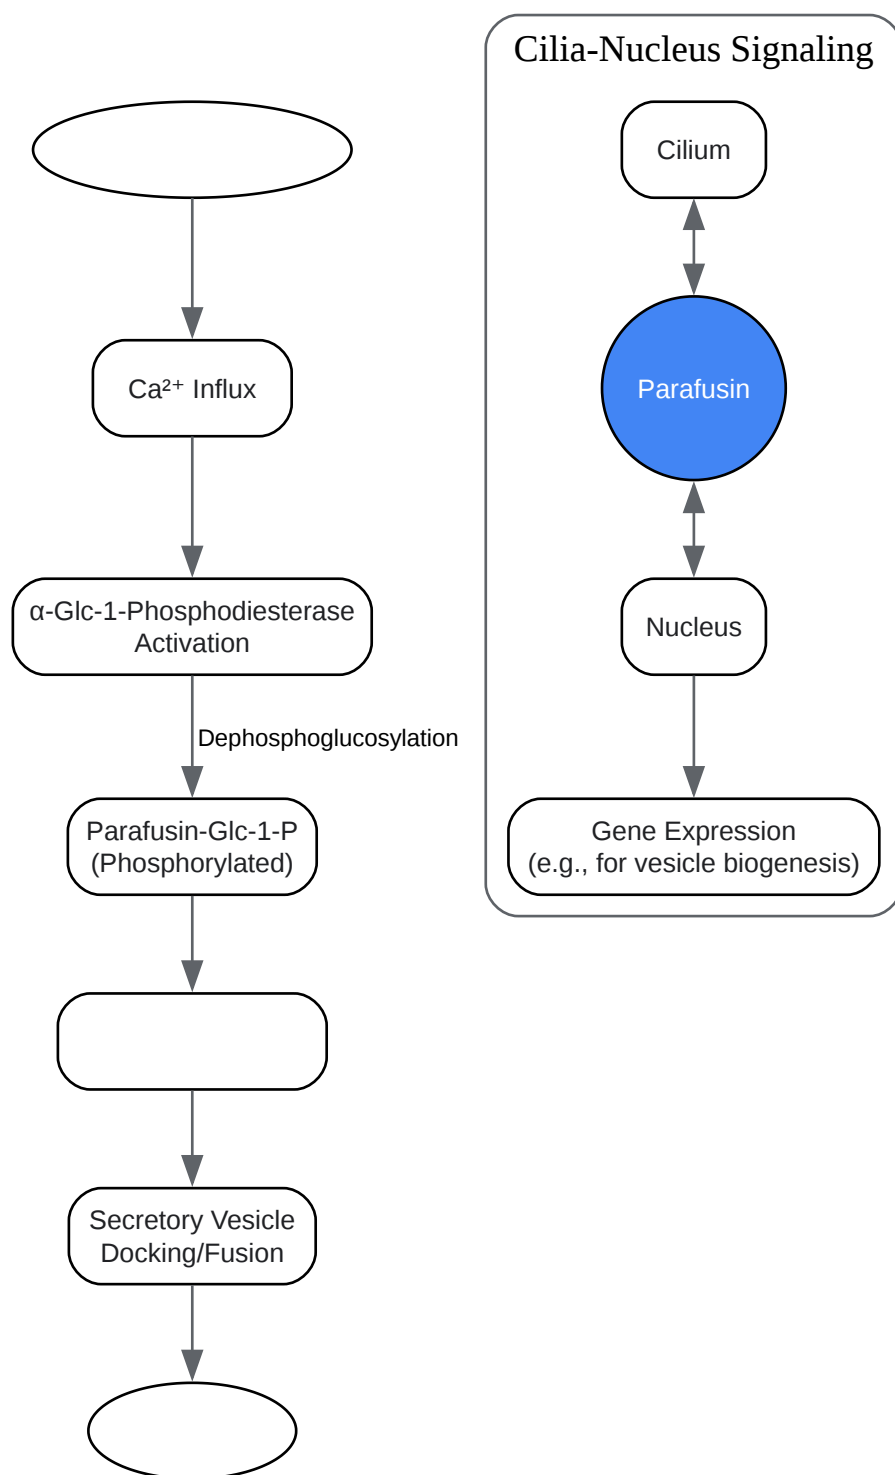 Ca²⁺ Influx
α-Glc-1-Phosphodiesterase
Activation
Dephosphoglucosylation
Parafusin-Glc-1-P
(Phosphorylated)
Secretory Vesicle
Docking/Fusion
Cilia-Nucleus Signaling
Cilium
Parafusin
Nucleus
Gene Expression
(e.g., for vesicle biogenesis)